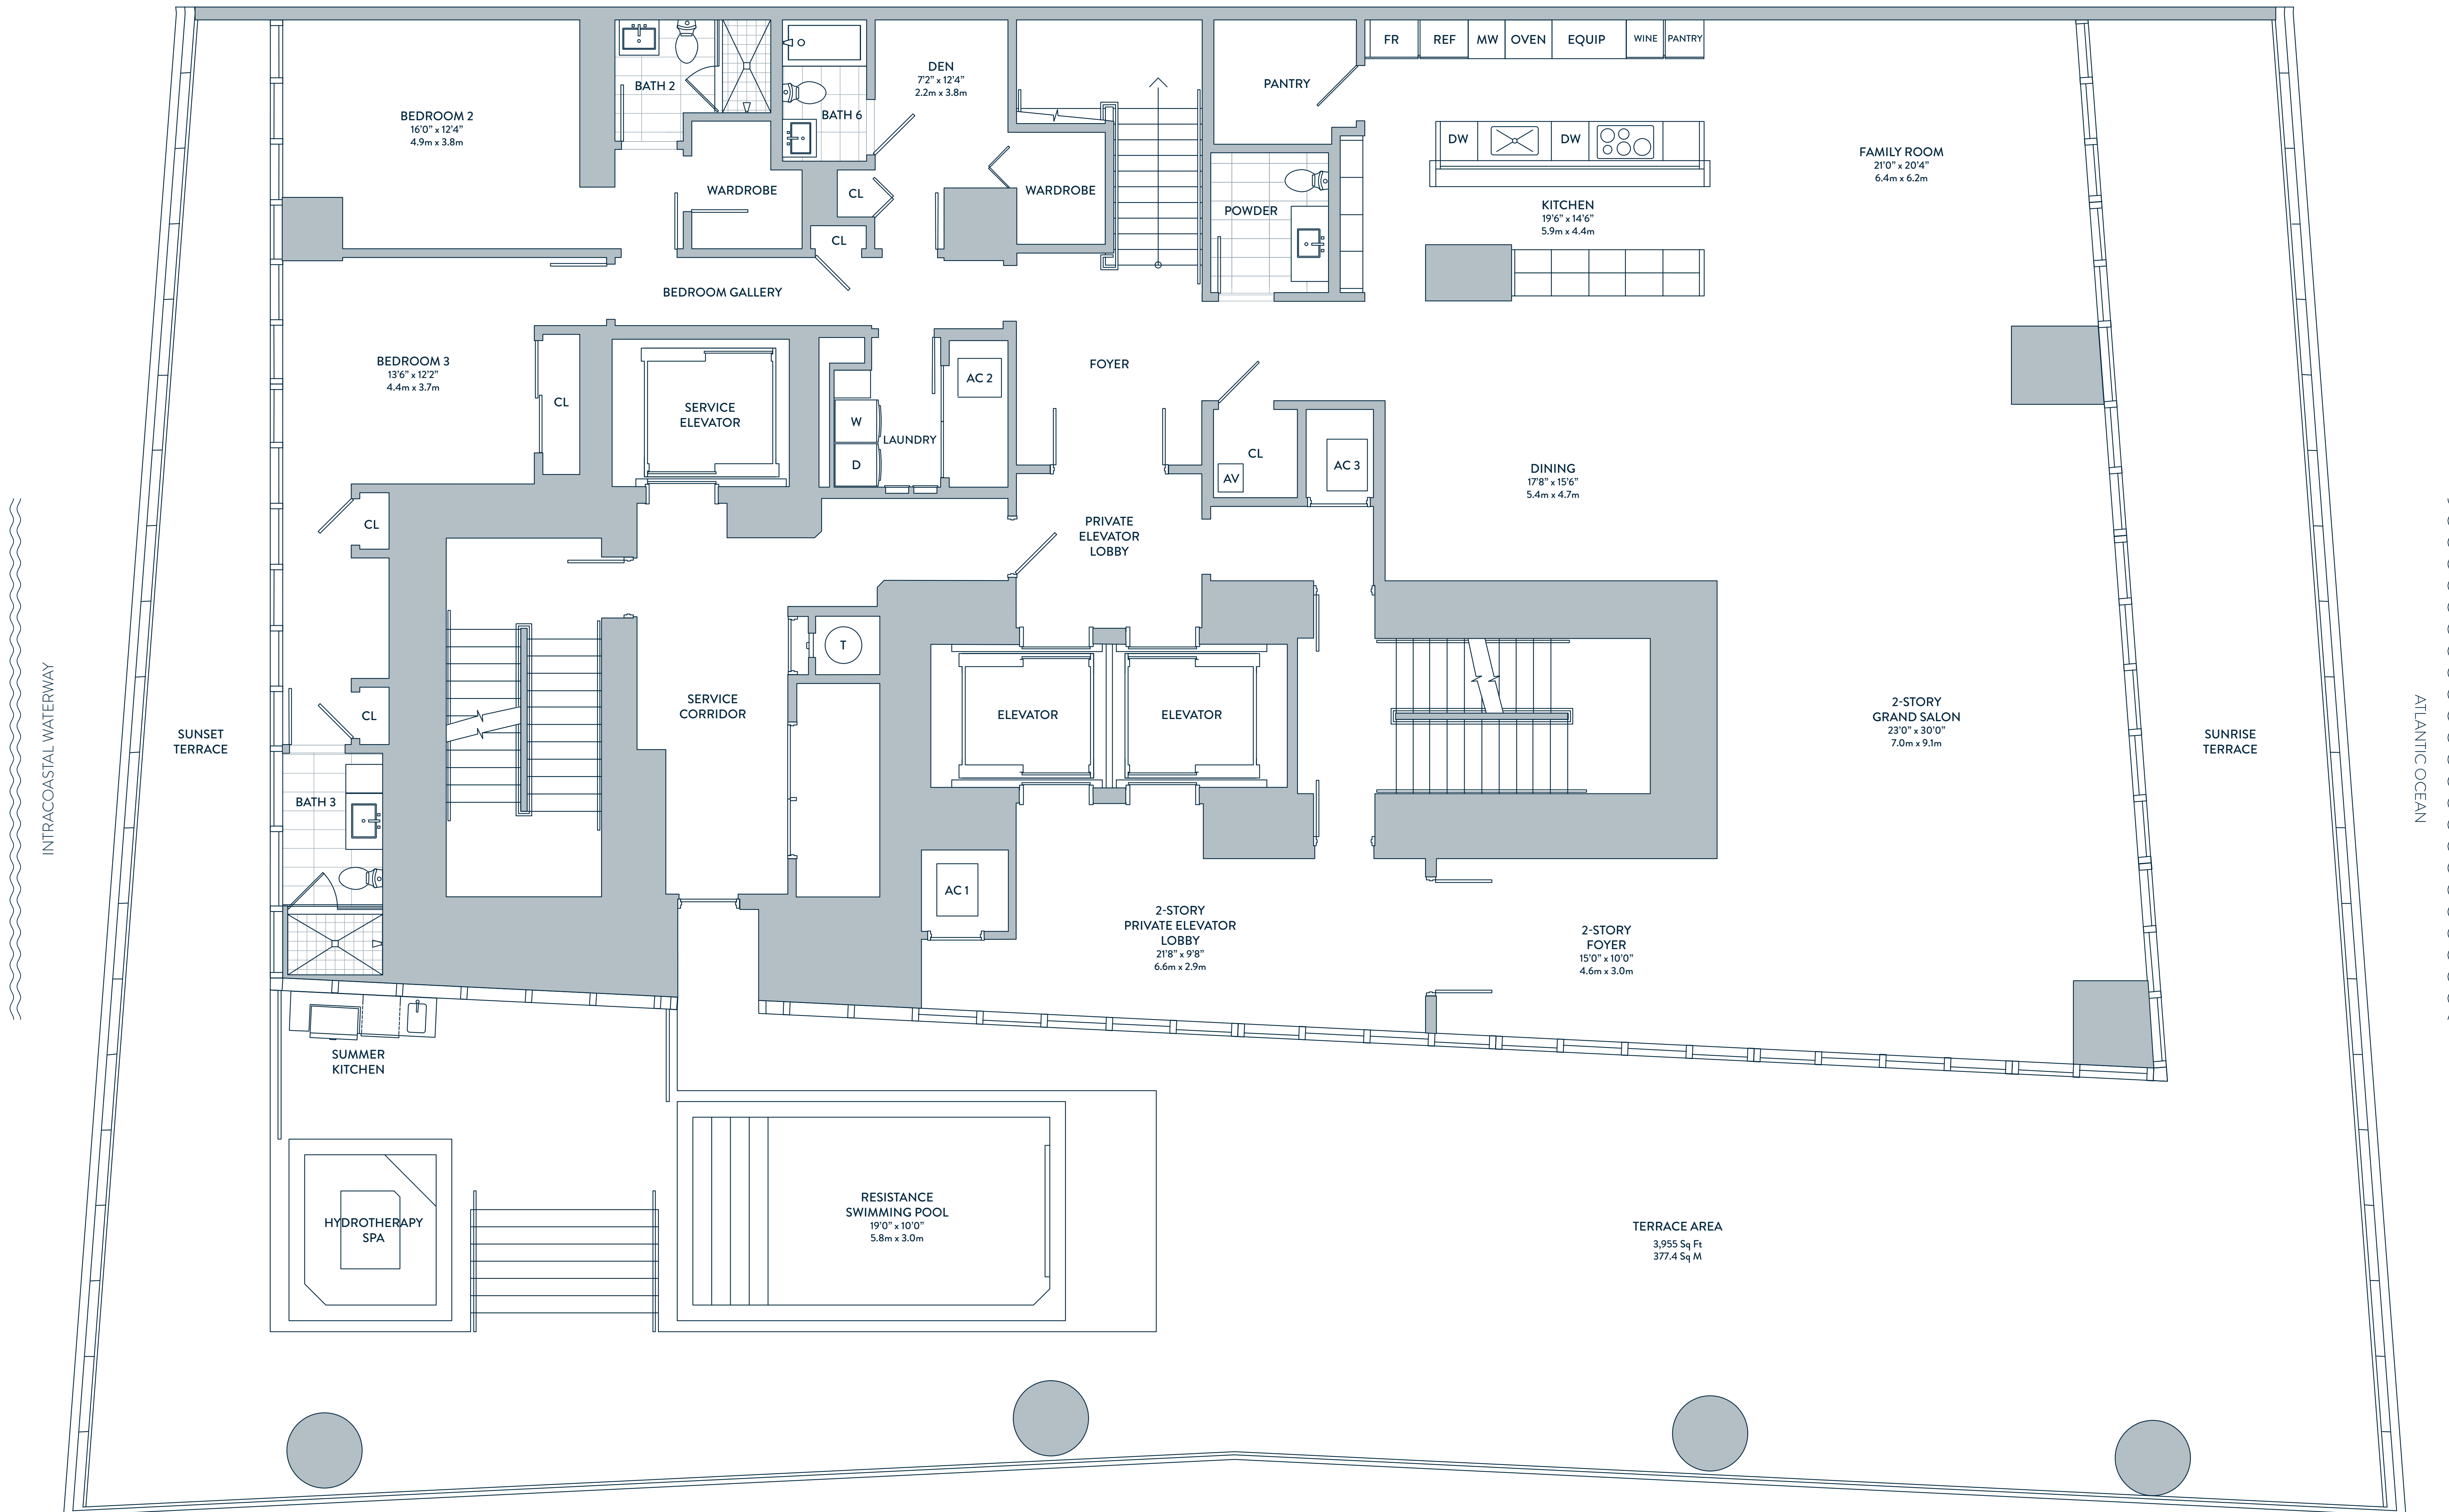 FR
REF
MW
OVEN
EQUIP
WINE
PANTRY
BATH 2
DEN
7'2" x 12'4"
2.2m x 3.8m
PANTRY
BEDROOM 2
16'0" x 12'4"
4.9m x 3.8m
BATH 6
DW
DW
FAMILY ROOM
21'0" x 20'4"
6.4m x 6.2m
WARDROBE
CL
WARDROBE
POWDER
KITCHEN
19'6" x 14'6"
5.9m x 4.4m
CL
BEDROOM GALLERY
BEDROOM 3
13'6" x 12'2"
4.4m x 3.7m
CL
SERVICE
ELEVATOR
W
D
LAUNDRY
AC 2
FOYER
CL
AV
AC 3
DINING
17'8" x 15'6"
5.4m x 4.7m
CL
PRIVATE
ELEVATOR
LOBBY
T
INTRACOASTAL WATERWAY
SUNSET
TERRACE
CL
SERVICE
CORRIDOR
ELEVATOR
ELEVATOR
2-STORY
GRAND SALON
23'0" x 30'0"
7.0m x 9.1m
SUNRISE
TERRACE
ATLANTIC OCEAN
BATH 3
AC 1
2-STORY
PRIVATE ELEVATOR
LOBBY
21'8" x 9'8"
6.6m x 2.9m
2-STORY
FOYER
15'0" x 10'0"
4.6m x 3.0m
SUMMER
KITCHEN
HYDROTHERAPY
SPA
RESISTANCE
SWIMMING POOL
19'0" x 10'0"
5.8m x 3.0m
TERRACE AREA
3,955 Sq Ft
377.4 Sq M